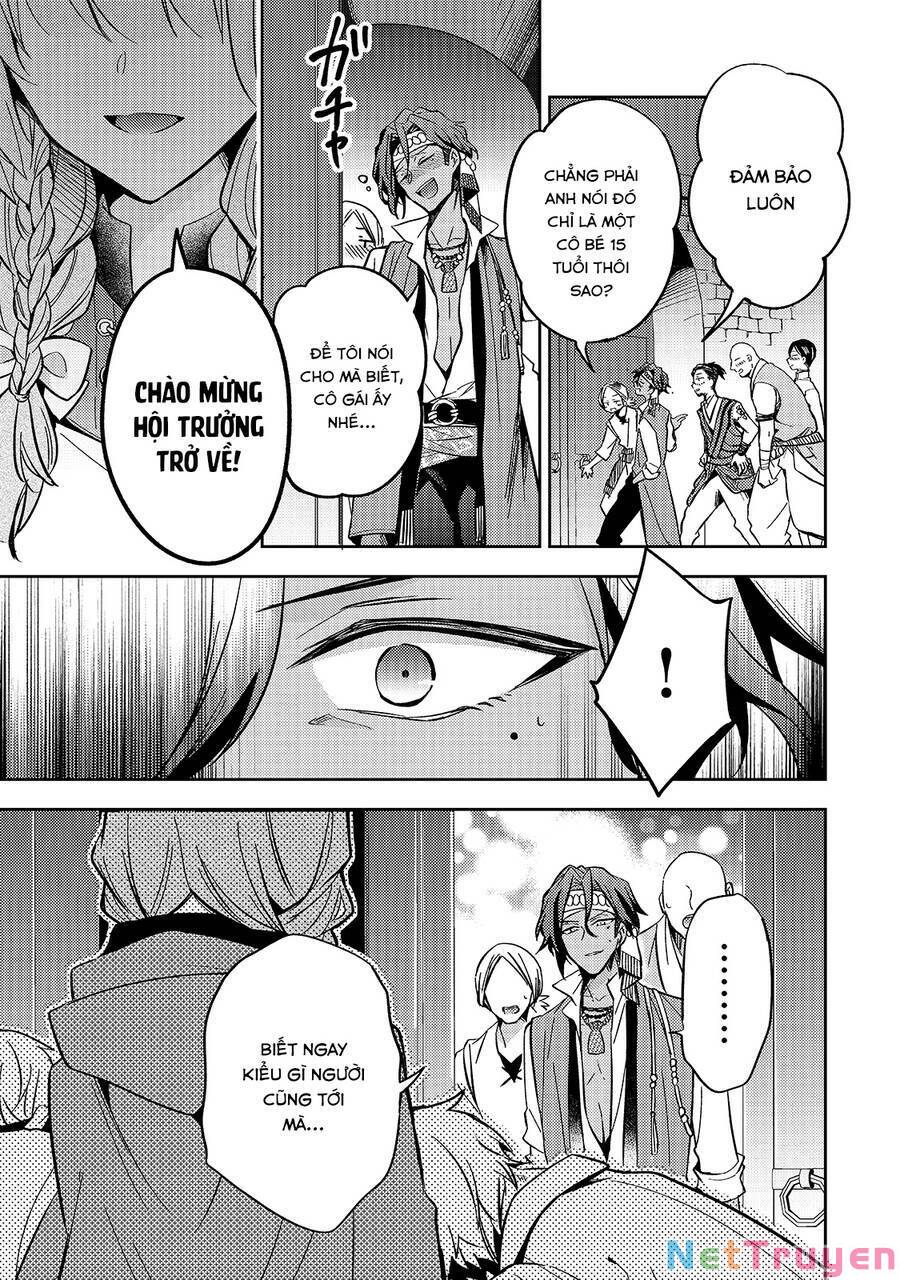 ĐẢM BẢO
LUÔN
CHẲNG PHẢI
ANH NÓI ĐÓ
CHỈ LÀ MỘT
CÔ BÉ 15
TUỔI THÔI
SAO?
ガチャ
ĐỂ TÔI NÓI
CHO MÀ BIẾT,
CÔ GÁI ẤY
NHÉ...
CHÀO MỪNG
HỘI TRƯỞNG
TRỞ VỀ!
!
........
BIẾT NGAY
KIỂU GÌ NGƯỜI
CŨNG TỚI
MÀ...
NetTruyen